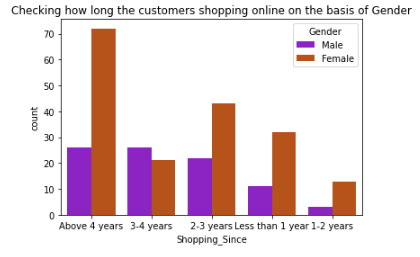 Checking how long the customers shopping online on the basis of Gender
Gender
Male
Female
count
70
60
50
40
30
20
10
0
Above 4 years 3-4 years 2-3 years Less than 1 year 1-2 years
Shopping_Since